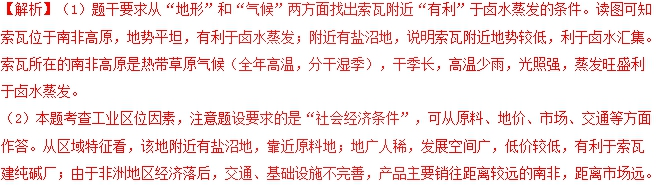 【解析】（1）题干要求从“地形”和“气候”两方面找出索瓦附近“有利”于卤水蒸发的条件。读图可知
索瓦位于南非高原，地势平坦，有利于卤水蒸发；附近有盐沼地，说明索瓦附近地势较低，利于卤水汇集。
索瓦所在的南非高原是热带草原气候（全年高温，分干湿季），干季长，高温少雨，光照强，蒸发旺盛利
于卤水蒸发。
（2）本题考查工业区位因素，注意题设要求的是“社会经济条件”，可从原料、地价、市场、交通等方面
作答。从区域特征看，该地附近有盐沼地，靠近原料地；地广人稀，发展空间广，低价较低，有利于索瓦
建纯碱厂；由于非洲地区经济落后，交通、基础设施不完善，产品主要销往距离较远的南非，距离市场远。